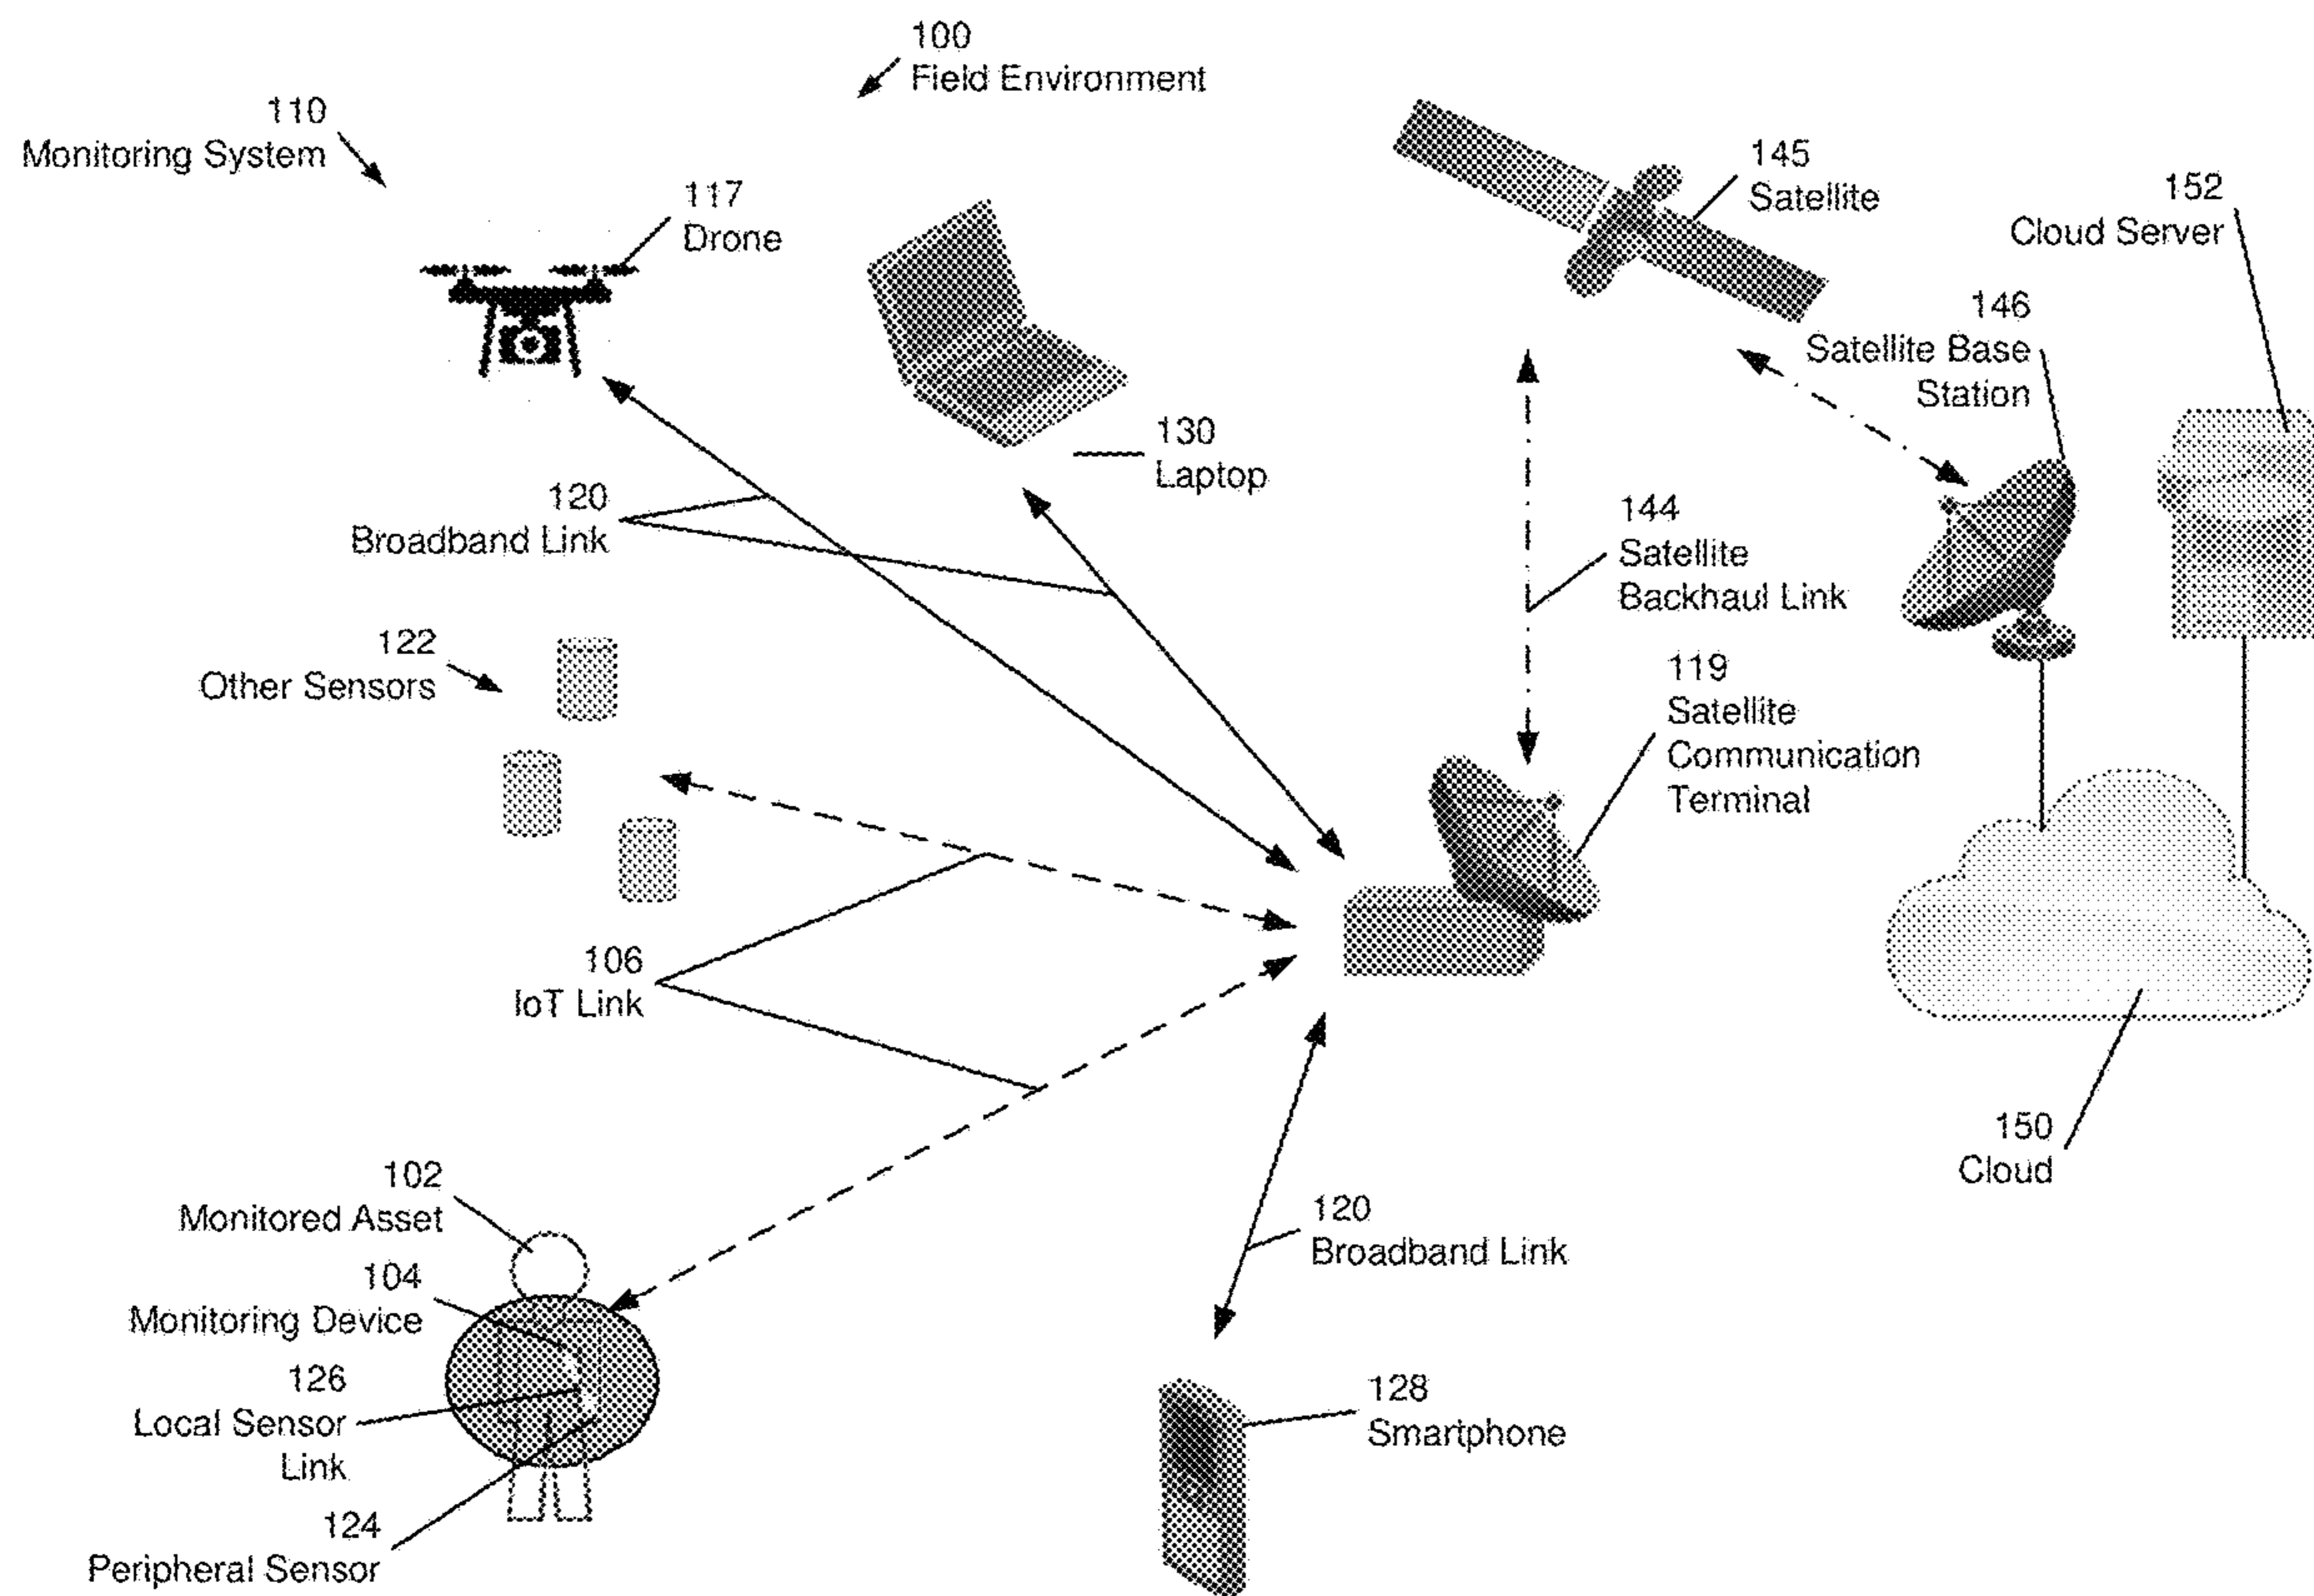 100
Field Environment
110
Monitoring System
117
Drone
145
Satellite
152
Cloud Server
146
Satellite Base
Station
130
Laptop
120
Broadband Link
144
Satellite
Backhaul Link
122
Other Sensors
119
Satellite
Communication
Terminal
106
IoT Link
150
Cloud
102
Monitored Asset
120
Broadband Link
104
Monitoring Device
126
Local Sensor
Link
128
Smartphone
124
Peripheral Sensor